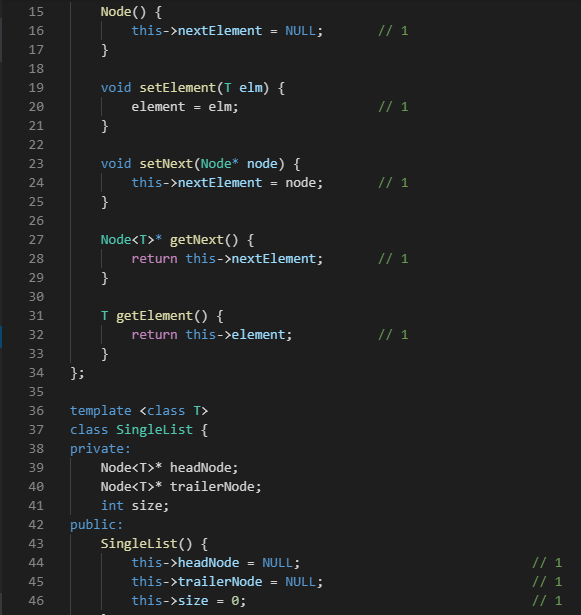 15 Node() {
16 this->nextElement = NULL; // 1
17 }
18
19 void setElement(T elm) {
20 element = elm; // 1
21 }
22
23 void setNext(Node* node) {
24 this->nextElement = node; // 1
25 }
26
27 Node<T>* getNext() {
28 return this->nextElement; // 1
29 }
30
31 T getElement() {
32 return this->element; // 1
33 }
34 };
35
36 template <class T>
37 class SingleList {
38 private:
39 Node<T>* headNode;
40 Node<T>* trailerNode;
41 int size;
42 public:
43 SingleList() {
44 this->headNode = NULL; // 1
45 this->trailerNode = NULL; // 1
46 this->size = 0; // 1